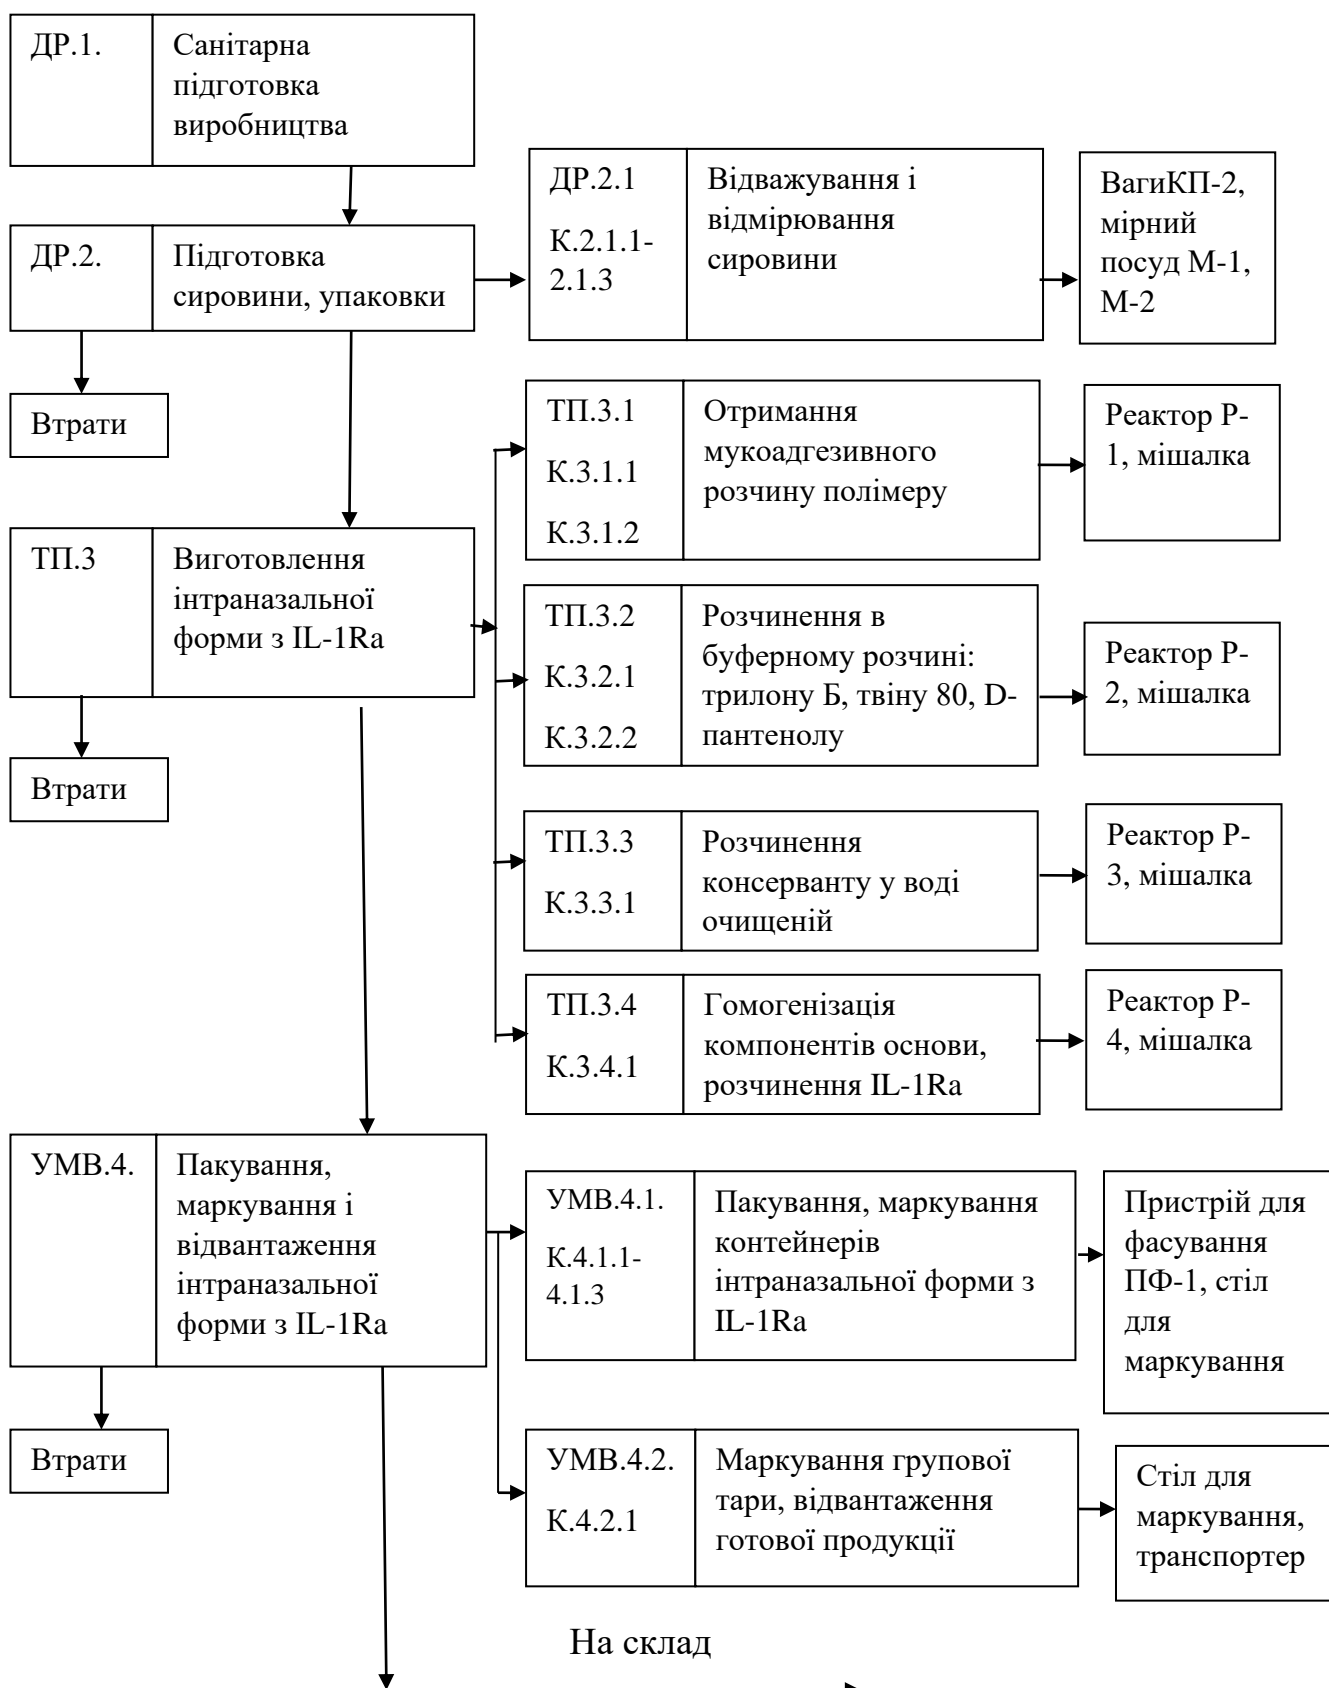 ДР.1.
Санітарна
підготовка
виробництва
ДР.2.
Підготовка
сировини, упаковки
ДР.2.1
К.2.1.1-
2.1.3
Відважування і
відмірювання
сировини
ВагиКП-2,
мірний
посуд М-1,
М-2
Втрати
ТП.3
Виготовлення
інтраназальної
форми з IL-1Ra
ТП.3.1
К.3.1.1
К.3.1.2
Отримання
мукоадгезивного
розчину полімеру
Реактор Р-
1, мішалка
ТП.3.2
К.3.2.1
К.3.2.2
Розчинення в
буферному розчині:
трилону Б, твіну 80, D-
пантенолу
Реактор Р-
2, мішалка
Втрати
ТП.3.3
К.3.3.1
Розчинення
консерванту у воді
очищеній
Реактор Р-
3, мішалка
ТП.3.4
К.3.4.1
Гомогенізація
компонентів основи,
розчинення IL-1Ra
Реактор Р-
4, мішалка
УМВ.4.
Пакування,
маркування і
відвантаження
інтраназальної
форми з IL-1Ra
УМВ.4.1.
К.4.1.1-
4.1.3
Пакування, маркування
контейнерів
інтраназальної форми з
IL-1Ra
Пристрій для
фасування
ПФ-1, стіл
для
маркування
Втрати
УМВ.4.2.
К.4.2.1
Маркування групової
тари, відвантаження
готової продукції
Стіл для
маркування,
транспортер
На склад